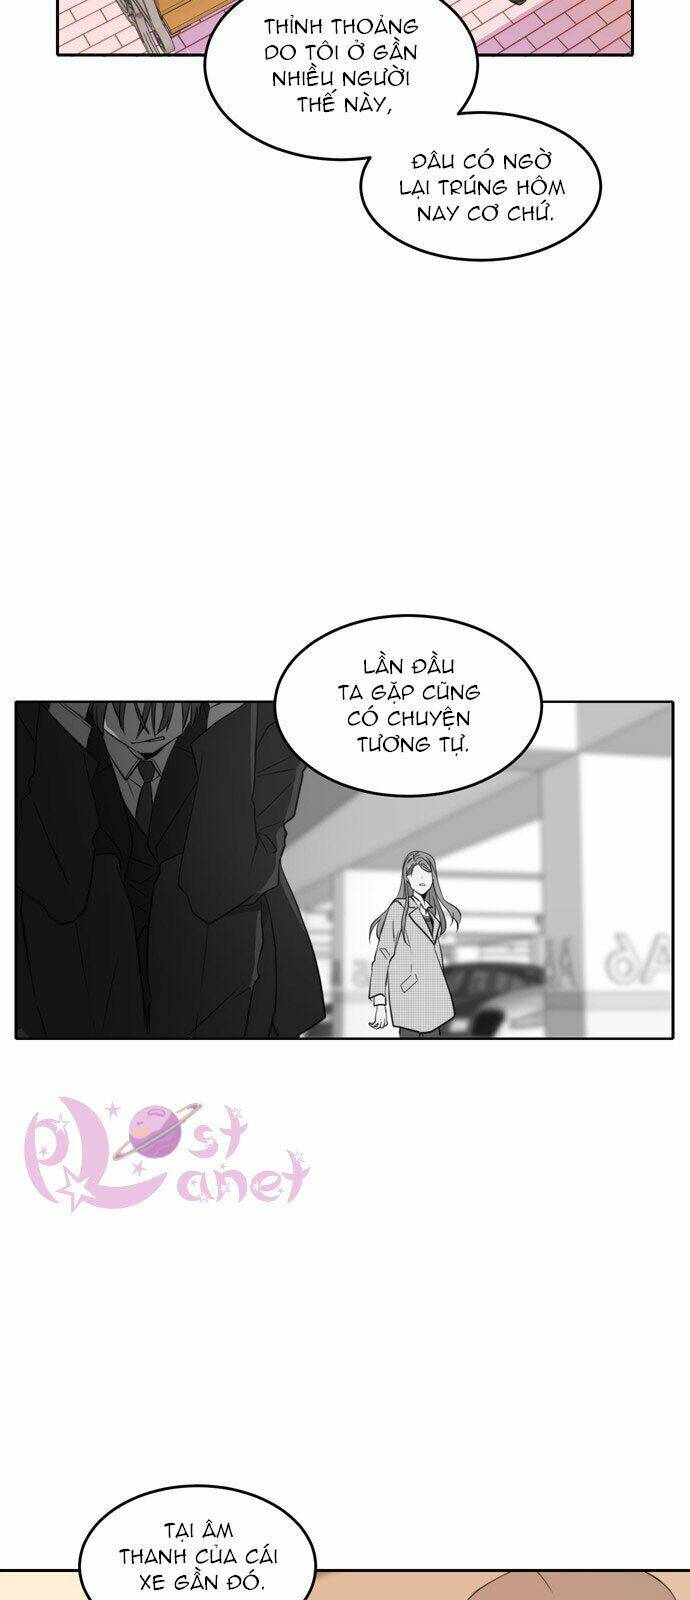 THỈNH THOẢNG
DO TÔI Ở GẦN
NHIỀU NGƯỜI
THẾ NÀY,
ĐÂU CÓ NGỜ
LẠI TRÚNG HÔM
NAY CƠ CHỨ.
LẦN ĐẦU
TA GẶP CŨNG
CÓ CHUYỆN
TƯƠNG TỰ.
A6
Lost
Planet
TẠI ÂM
THANH CỦA CÁI
XE GẦN ĐÓ.